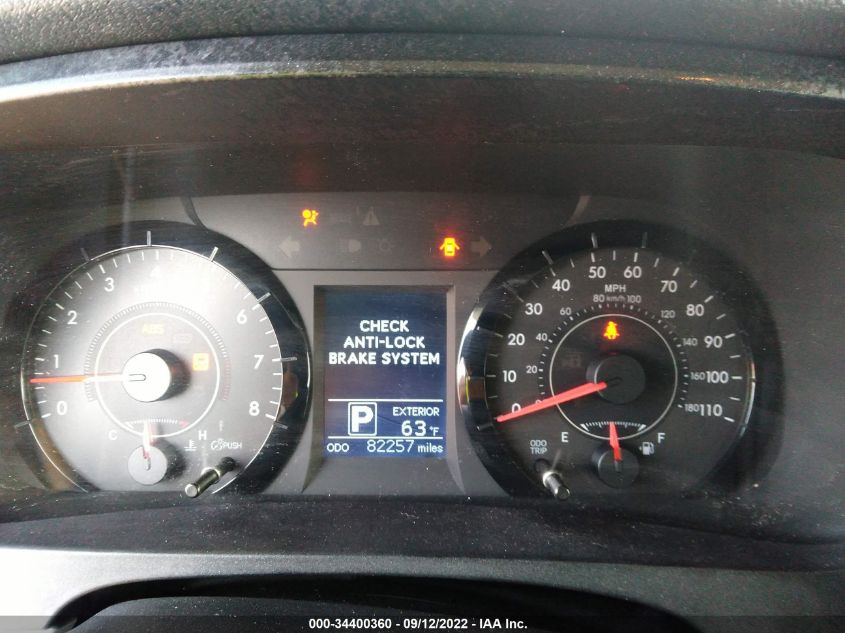 ABS
0 1 2 3 4 5 6 7 8
C H
PUSH
CHECK
ANTI-LOCK
BRAKE SYSTEM
P EXTERIOR
63°F
ODO 82257 miles
0 10 20 30 40 50 60 70 80 90 100 110
MPH
km/h
20 40 60 80 100 120 140 160 180
ODO
TRIP
E F
000-34400360 - 09/12/2022 - IAA Inc.